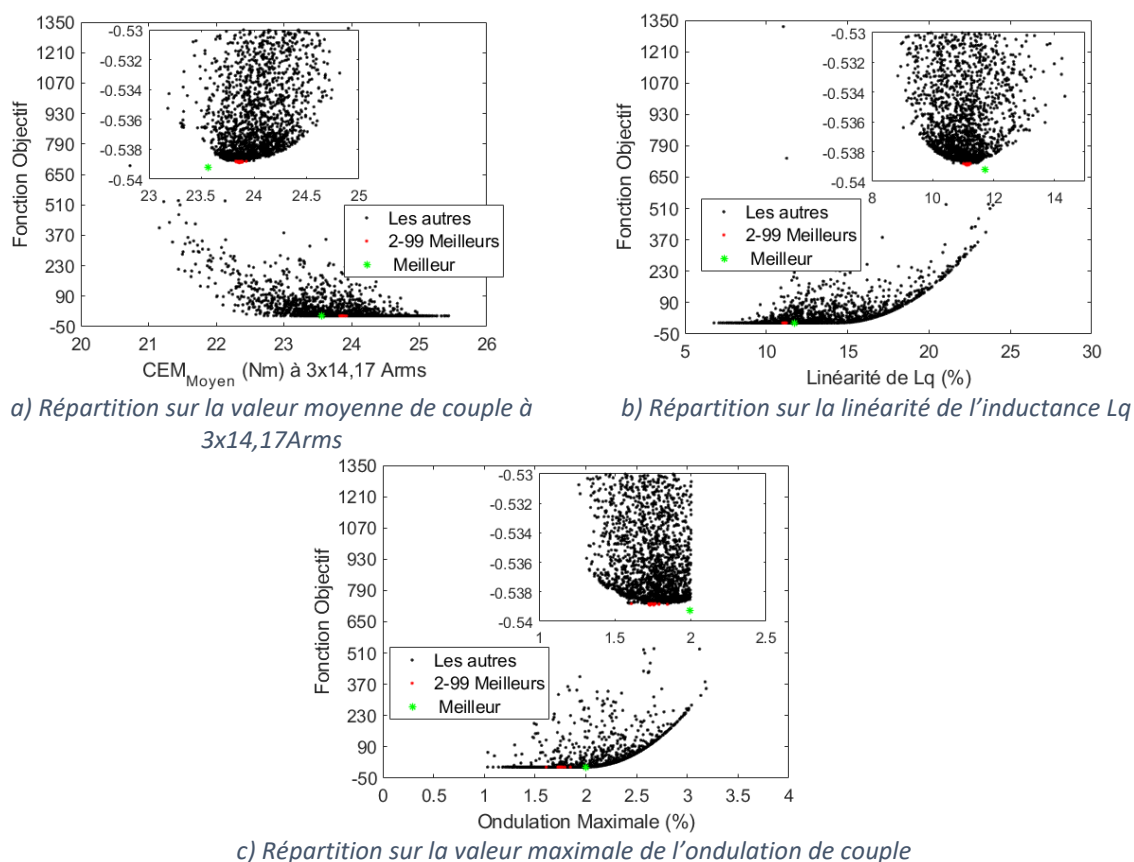 1350
1210
1070
930
790
650
510
370
230
90
-50
Fonction Objectif
-0.53
-0.532
-0.534
-0.536
-0.538
-0.54
23 23.5 24 24.5 25
Les autres
2-99 Meilleurs
Meilleur
20 21 22 23 24 25 26
CEM_Moyen (Nm) à 3x14,17 Arms
a) Répartition sur la valeur moyenne de couple à
3x14,17Arms
1350
1210
1070
930
790
650
510
370
230
90
-50
Fonction Objectif
-0.53
-0.532
-0.534
-0.536
-0.538
-0.54
8 10 12 14
Les autres
2-99 Meilleurs
Meilleur
5 10 15 20 25 30
Linéarité de Lq (%)
b) Répartition sur la linéarité de l’inductance Lq
1350
1210
1070
930
790
650
510
370
230
90
-50
Fonction Objectif
-0.53
-0.532
-0.534
-0.536
-0.538
-0.54
1 1.5 2 2.5
Les autres
2-99 Meilleurs
Meilleur
0 0.5 1 1.5 2 2.5 3 3.5 4
Ondulation Maximale (%)
c) Répartition sur la valeur maximale de l’ondulation de couple